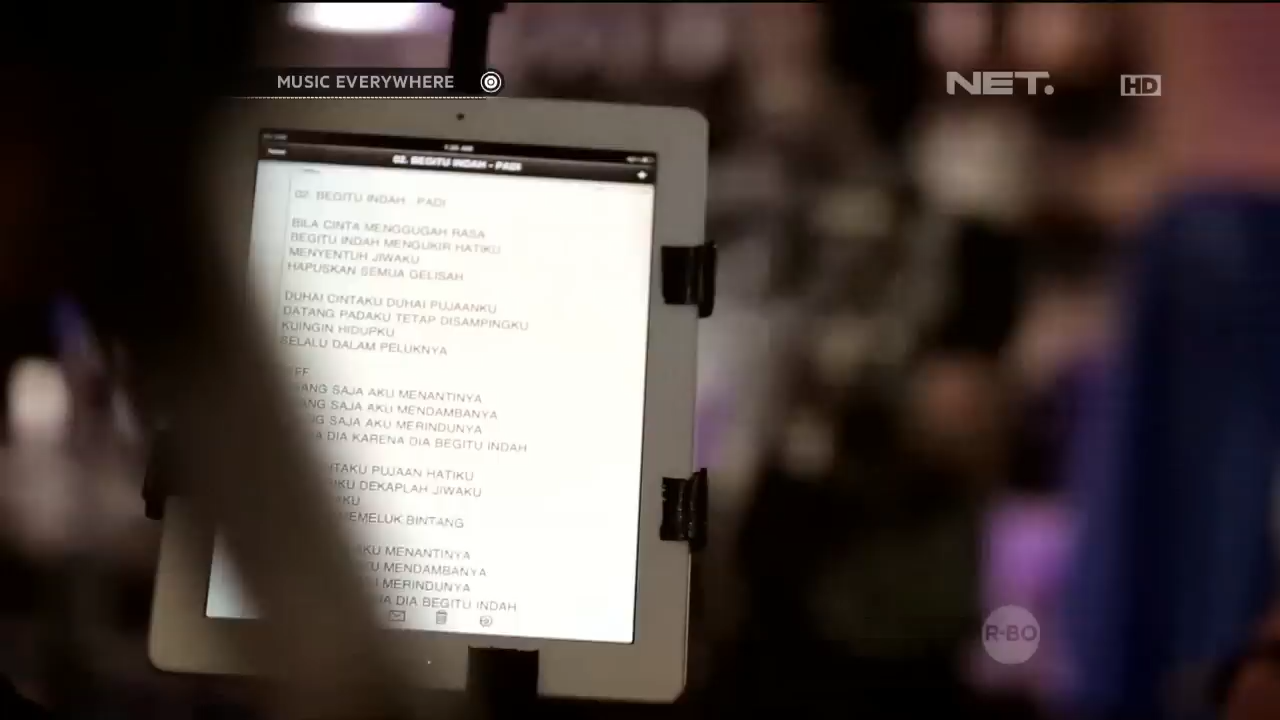 MUSIC EVERYWHERE
NET.
HD
02. BEGITU INDAH - PADI
02. BEGITU INDAH - PADI
BILA CINTA MENGGUGAH RASA
BEGITU INDAH MENGUKIR HATIKU
MENYENTUH JIWAKU
HAPUSKAN SEMUA GELISAH
DUHAI CINTAKU DUHAI PUJAANKU
DATANG PADAKU TETAP DISAMPINGKU
KUINGIN HIDUPKU
SELALU DALAM PELUKNYA
SAJA AKU MENANTINYA
SAJA AKU MENDAMBANYA
SAJA AKU MERINDUNYA
DIA KARENA DIA BEGITU INDAH
PUJAAN HATIKU
DEKAPLAH JIWAKU
MEMELUK BINTANG
MENANTINYA
MENDAMBANYA
MERINDUNYA
DIA BEGITU INDAH
R-BO